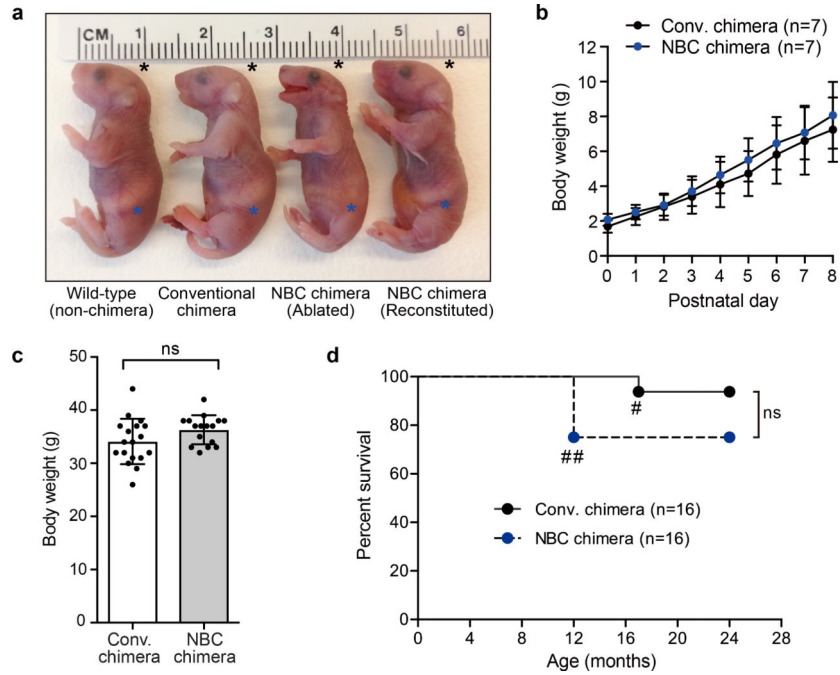 a
CM 1 2 3 4 5 6
* * * *
* * * *
Wild-type
(non-chimera)
Conventional
chimera
NBC chimera
(Ablated)
NBC chimera
(Reconstituted)
b
Conv. chimera (n=7)
NBC chimera (n=7)
Body weight (g)
12
10
8
6
4
2
0
0 1 2 3 4 5 6 7 8
Postnatal day
c
ns
Body weight (g)
50
40
30
20
10
0
Conv.
chimera
NBC
chimera
d
Percent survival
100
80
60
40
20
0
#
##
ns
Conv. chimera (n=16)
NBC chimera (n=16)
0 4 8 12 16 20 24 28
Age (months)